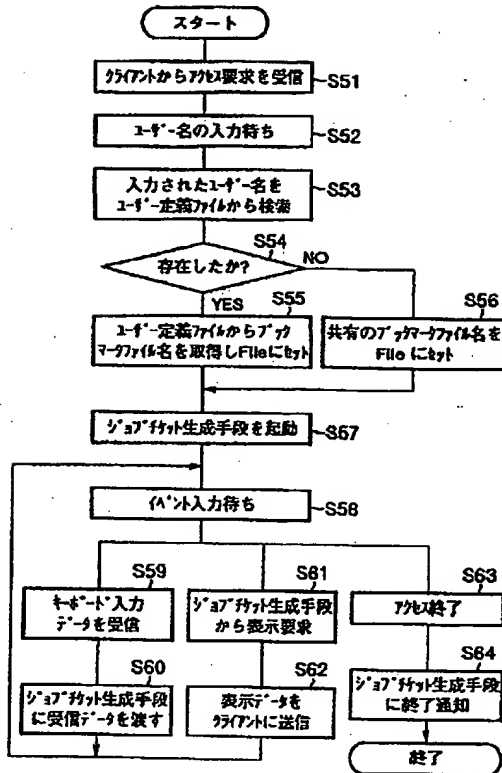 スタート
クライアントからアクセス要求を受信
S51
ユーザー名の入力待ち
S52
入力されたユーザー名を
ユーザー定義ファイルから検索
S53
S54
存在したか?
NO
YES
S55
ユーザー定義ファイルからブック
マークファイル名を取得しFileにセット
S56
共有のブックマークファイル名を
Fileにセット
ジョブチケット生成手段を起動
S57
イベント入力待ち
S58
S59
キーボード入力
データを受信
S60
ジョブチケット生成手段
に受信データを渡す
S61
ジョブチケット生成手段
から表示要求
S62
表示データを
クライアントに送信
S63
アクセス終了
S64
ジョブチケット生成手段
に終了通知
終了